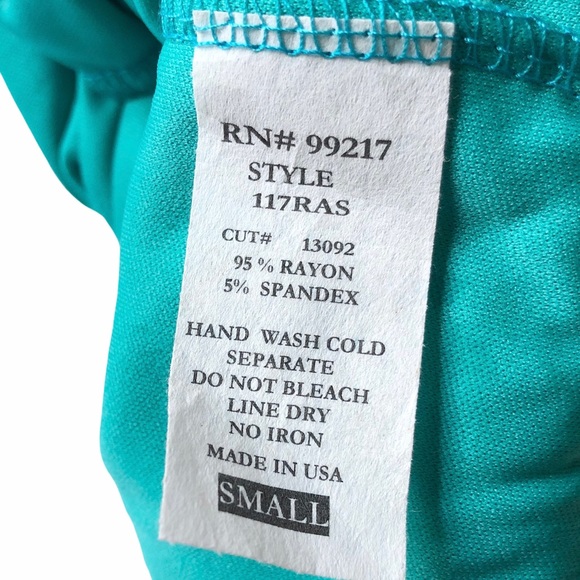 RN# 99217
STYLE
117RAS
CUT# 13092
95 % RAYON
5% SPANDEX
HAND WASH COLD
SEPARATE
DO NOT BLEACH
LINE DRY
NO IRON
MADE IN USA
SMALL